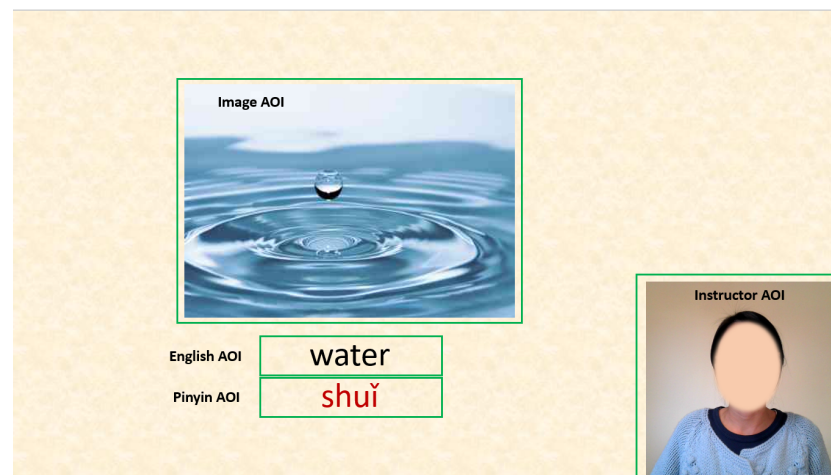 Image AOI
Instructor AOI
English AOI water
Pinyin AOI shuǐ